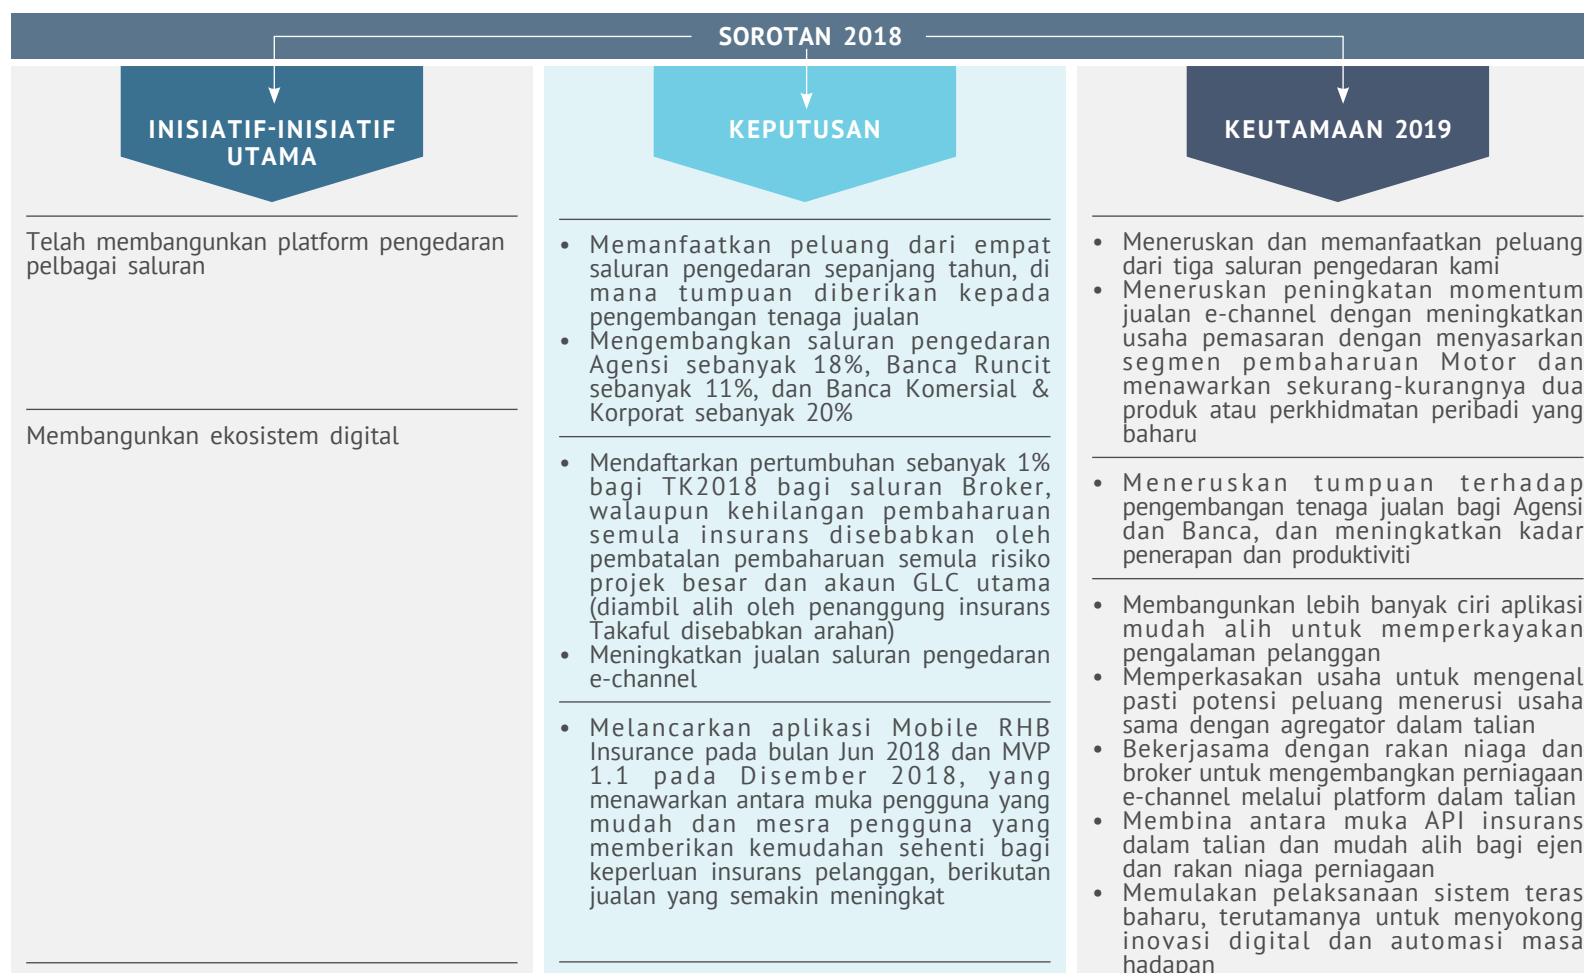 SOROTAN 2018
INISIATIF-INISIATIF
UTAMA
Telah membangunkan platform pengedaran
pelbagai saluran
Membangunkan ekosistem digital
KEPUTUSAN
• Memanfaatkan peluang dari empat
saluran pengedaran sepanjang tahun, di
mana tumpuan diberikan kepada
pengembangan tenaga jualan
• Mengembangkan saluran pengedaran
Agensi sebanyak 18%, Banca Runcit
sebanyak 11%, dan Banca Komersial &
Korporat sebanyak 20%
• Mendaftarkan pertumbuhan sebanyak 1%
bagi TK2018 bagi saluran Broker,
walaupun kehilangan pembaharuan
semula insurans disebabkan oleh
pembatalan pembaharuan semula risiko
projek besar dan akaun GLC utama
(diambil alih oleh penanggung insurans
Takaful disebabkan arahan)
• Meningkatkan jualan saluran pengedaran
e-channel
• Melancarkan aplikasi Mobile RHB
Insurance pada bulan Jun 2018 dan MVP
1.1 pada Disember 2018, yang
menawarkan antara muka pengguna yang
mudah dan mesra pengguna yang
memberikan kemudahan sehenti bagi
keperluan insurans pelanggan, berikutan
jualan yang semakin meningkat
KEUTAMAAN 2019
• Meneruskan dan memanfaatkan peluang
dari tiga saluran pengedaran kami
• Meneruskan peningkatan momentum
jualan e-channel dengan meningkatkan
usaha pemasaran dengan menyasarkan
segmen pembaharuan Motor dan
menawarkan sekurang-kurangnya dua
produk atau perkhidmatan peribadi yang
baharu
• Meneruskan tumpuan terhadap
pengembangan tenaga jualan bagi Agensi
dan Banca, dan meningkatkan kadar
penerapan dan produktiviti
• Membangunkan lebih banyak ciri aplikasi
mudah alih untuk memperkayakan
pengalaman pelanggan
• Memperkasakan usaha untuk mengenal
pasti potensi peluang menerusi usaha
sama dengan agregator dalam talian
• Bekerjasama dengan rakan niaga dan
broker untuk mengembangkan perniagaan
e-channel melalui platform dalam talian
• Membina antara muka API insurans
dalam talian dan mudah alih bagi ejen
dan rakan niaga perniagaan
• Memulakan pelaksanaan sistem teras
baharu, terutamanya untuk menyokong
inovasi digital dan automasi masa
hadapan